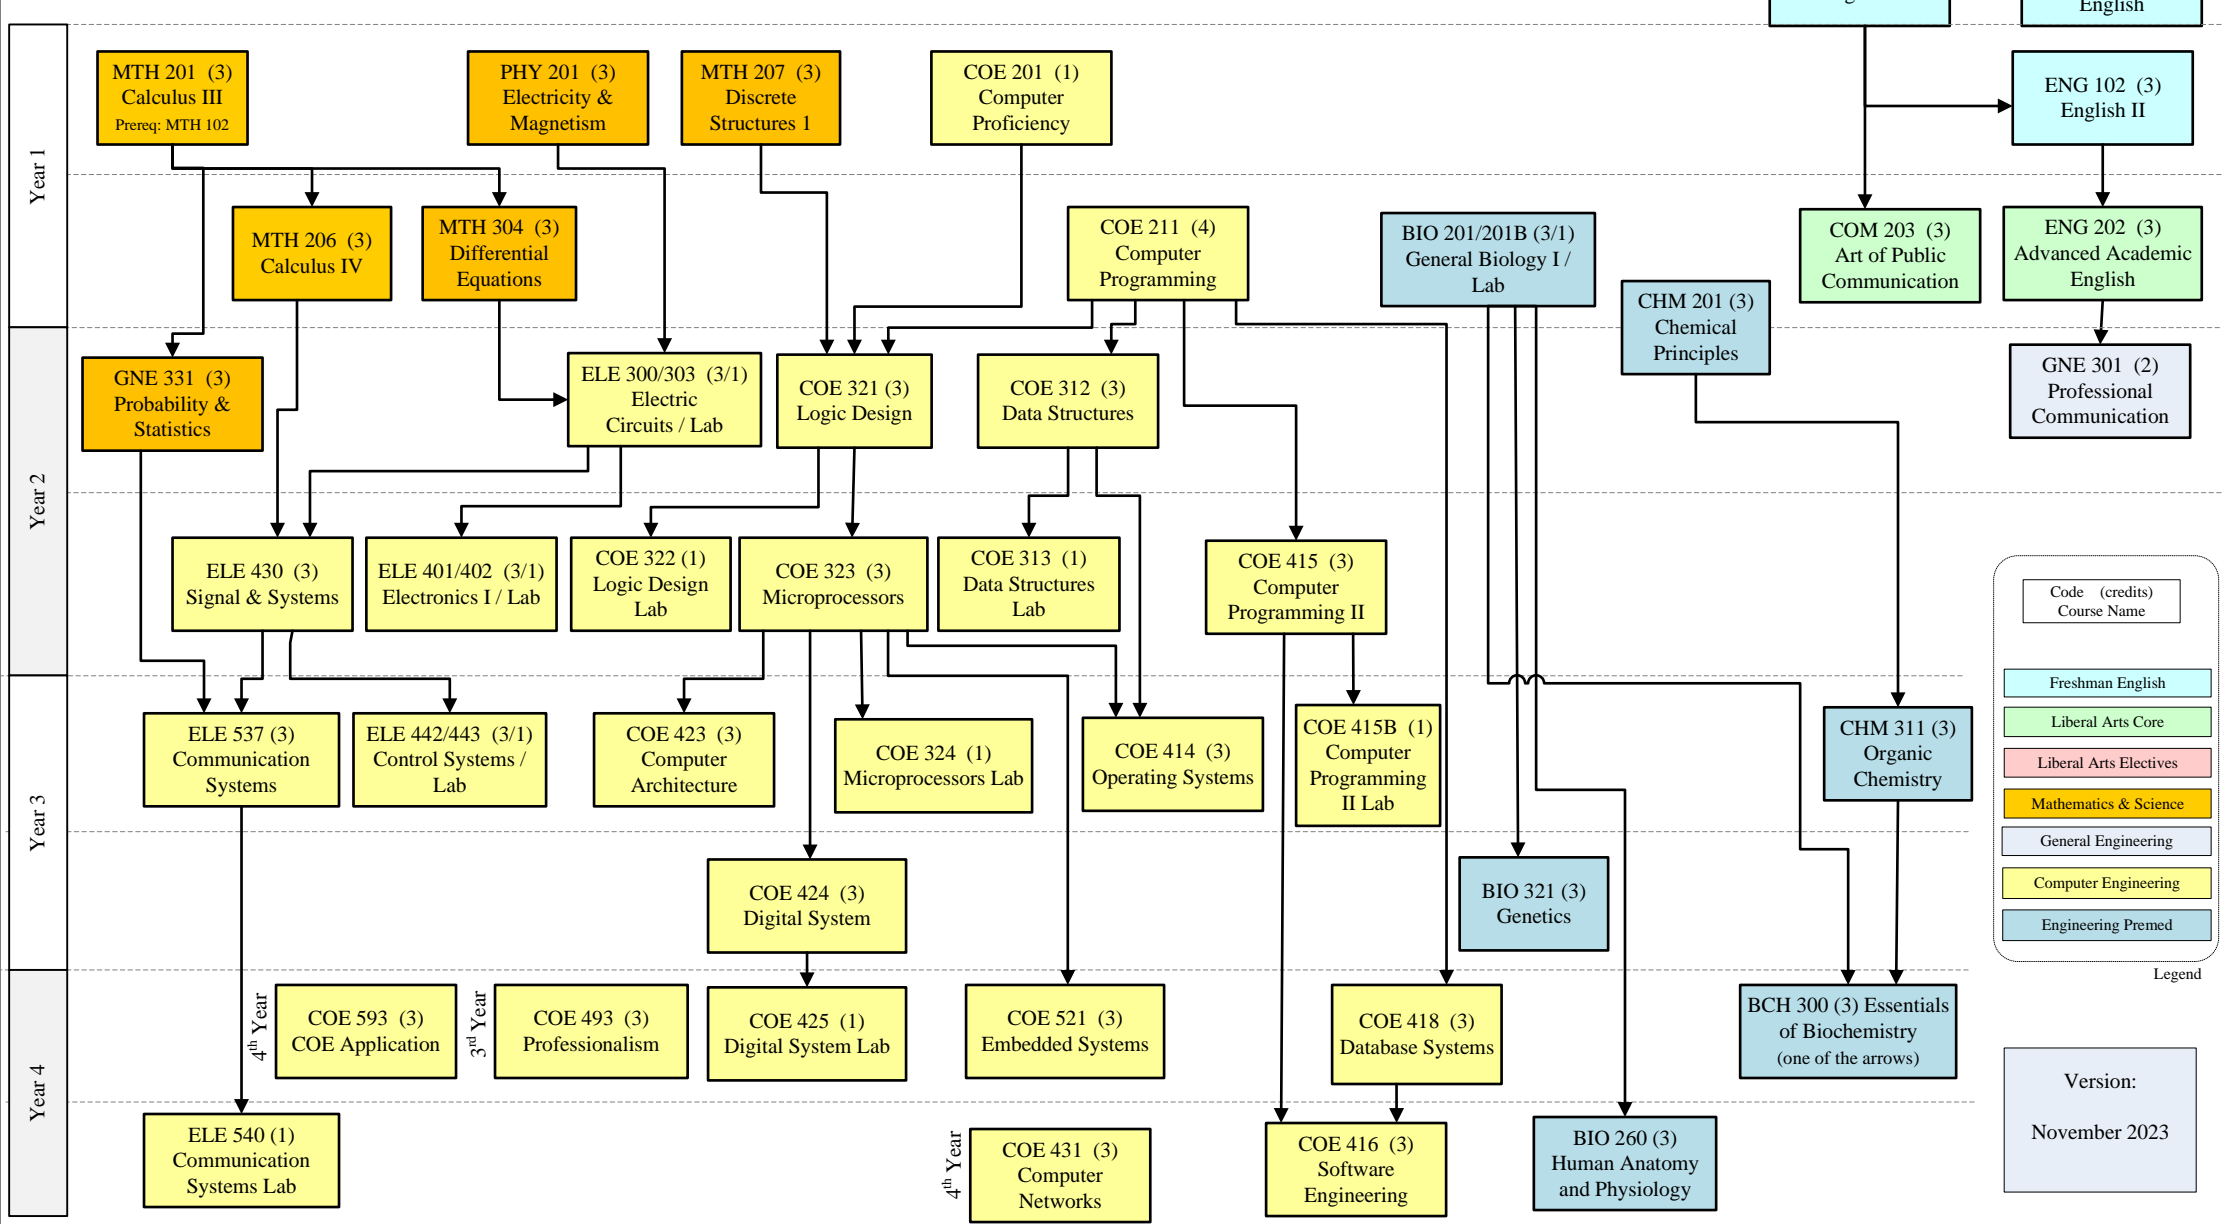 English
Year 1
MTH 201 (3)
Calculus III
Prereq: MTH 102
PHY 201 (3)
Electricity &
Magnetism
MTH 207 (3)
Discrete
Structures 1
COE 201 (1)
Computer
Proficiency
ENG 102 (3)
English II
MTH 206 (3)
Calculus IV
MTH 304 (3)
Differential
Equations
COE 211 (4)
Computer
Programming
BIO 201/201B (3/1)
General Biology I /
Lab
CHM 201 (3)
Chemical
Principles
COM 203 (3)
Art of Public
Communication
ENG 202 (3)
Advanced Academic
English
Year 2
GNE 331 (3)
Probability &
Statistics
ELE 300/303 (3/1)
Electric
Circuits / Lab
COE 321 (3)
Logic Design
COE 312 (3)
Data Structures
GNE 301 (2)
Professional
Communication
ELE 430 (3)
Signal & Systems
ELE 401/402 (3/1)
Electronics I / Lab
COE 322 (1)
Logic Design
Lab
COE 323 (3)
Microprocessors
COE 313 (1)
Data Structures
Lab
COE 415 (3)
Computer
Programming II
Year 3
ELE 537 (3)
Communication
Systems
ELE 442/443 (3/1)
Control Systems /
Lab
COE 423 (3)
Computer
Architecture
COE 324 (1)
Microprocessors Lab
COE 414 (3)
Operating Systems
COE 415B (1)
Computer
Programming
II Lab
CHM 311 (3)
Organic
Chemistry
COE 424 (3)
Digital System
BIO 321 (3)
Genetics
Year 4
4th Year
COE 593 (3)
COE Application
3rd Year
COE 493 (3)
Professionalism
COE 425 (1)
Digital System Lab
COE 521 (3)
Embedded Systems
COE 418 (3)
Database Systems
BCH 300 (3) Essentials
of Biochemistry
(one of the arrows)
ELE 540 (1)
Communication
Systems Lab
4th Year
COE 431 (3)
Computer
Networks
COE 416 (3)
Software
Engineering
BIO 260 (3)
Human Anatomy
and Physiology
Code (credits)
Course Name
Freshman English
Liberal Arts Core
Liberal Arts Electives
Mathematics & Science
General Engineering
Computer Engineering
Engineering Premed
Legend
Version:
November 2023